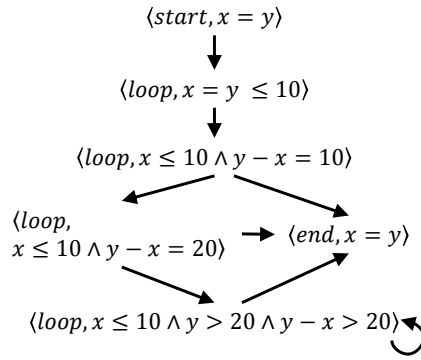 ⟨start, x = y⟩
⟨loop, x = y ≤ 10⟩
⟨loop, x ≤ 10 ∧ y − x = 10⟩
⟨loop,
x ≤ 10 ∧ y − x = 20⟩
⟨end, x = y⟩
⟨loop, x ≤ 10 ∧ y > 20 ∧ y − x > 20⟩